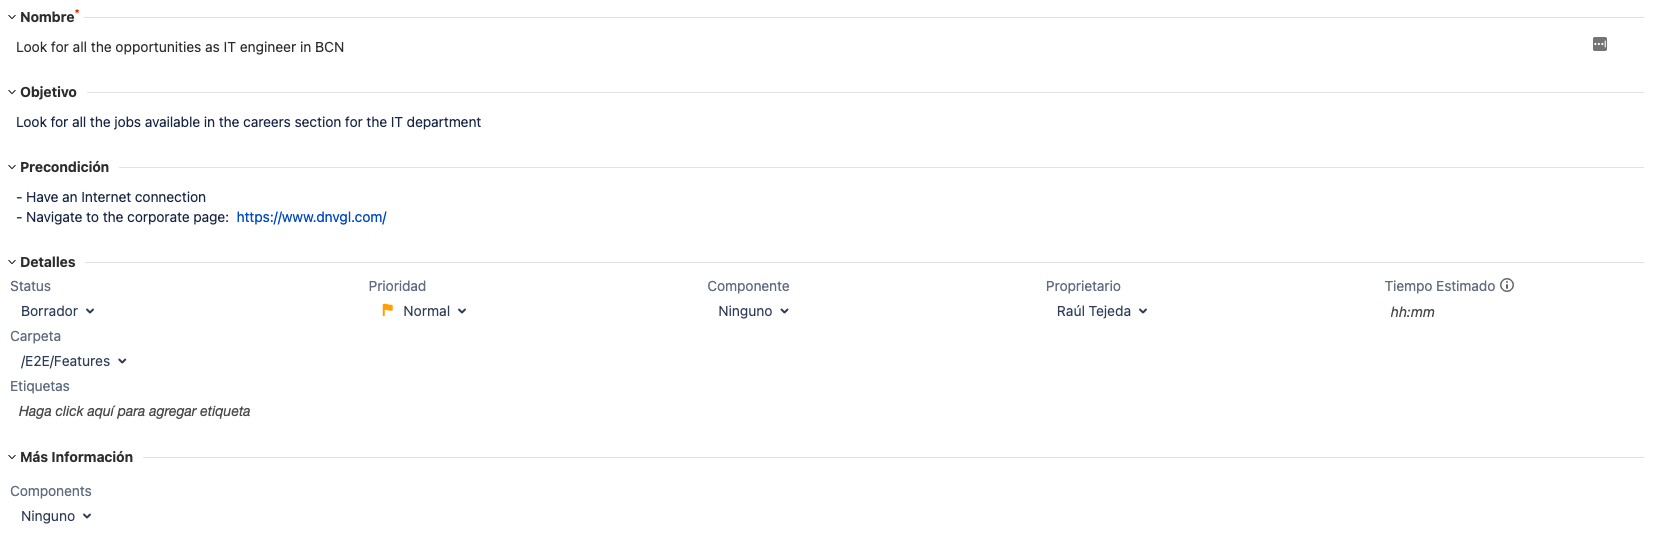 Nombre*
Look for all the opportunities as IT engineer in BCN
Objetivo
Look for all the jobs available in the careers section for the IT department
Precondición
- Have an Internet connection
- Navigate to the corporate page: https://www.dnvgl.com/
Detalles
Status Prioridad Componente Proprietario Tiempo Estimado
Borrador Normal Ninguno Raúl Tejeda hh:mm
Carpeta
/E2E/Features
Etiquetas
Haga click aquí para agregar etiqueta
Más Información
Components
Ninguno